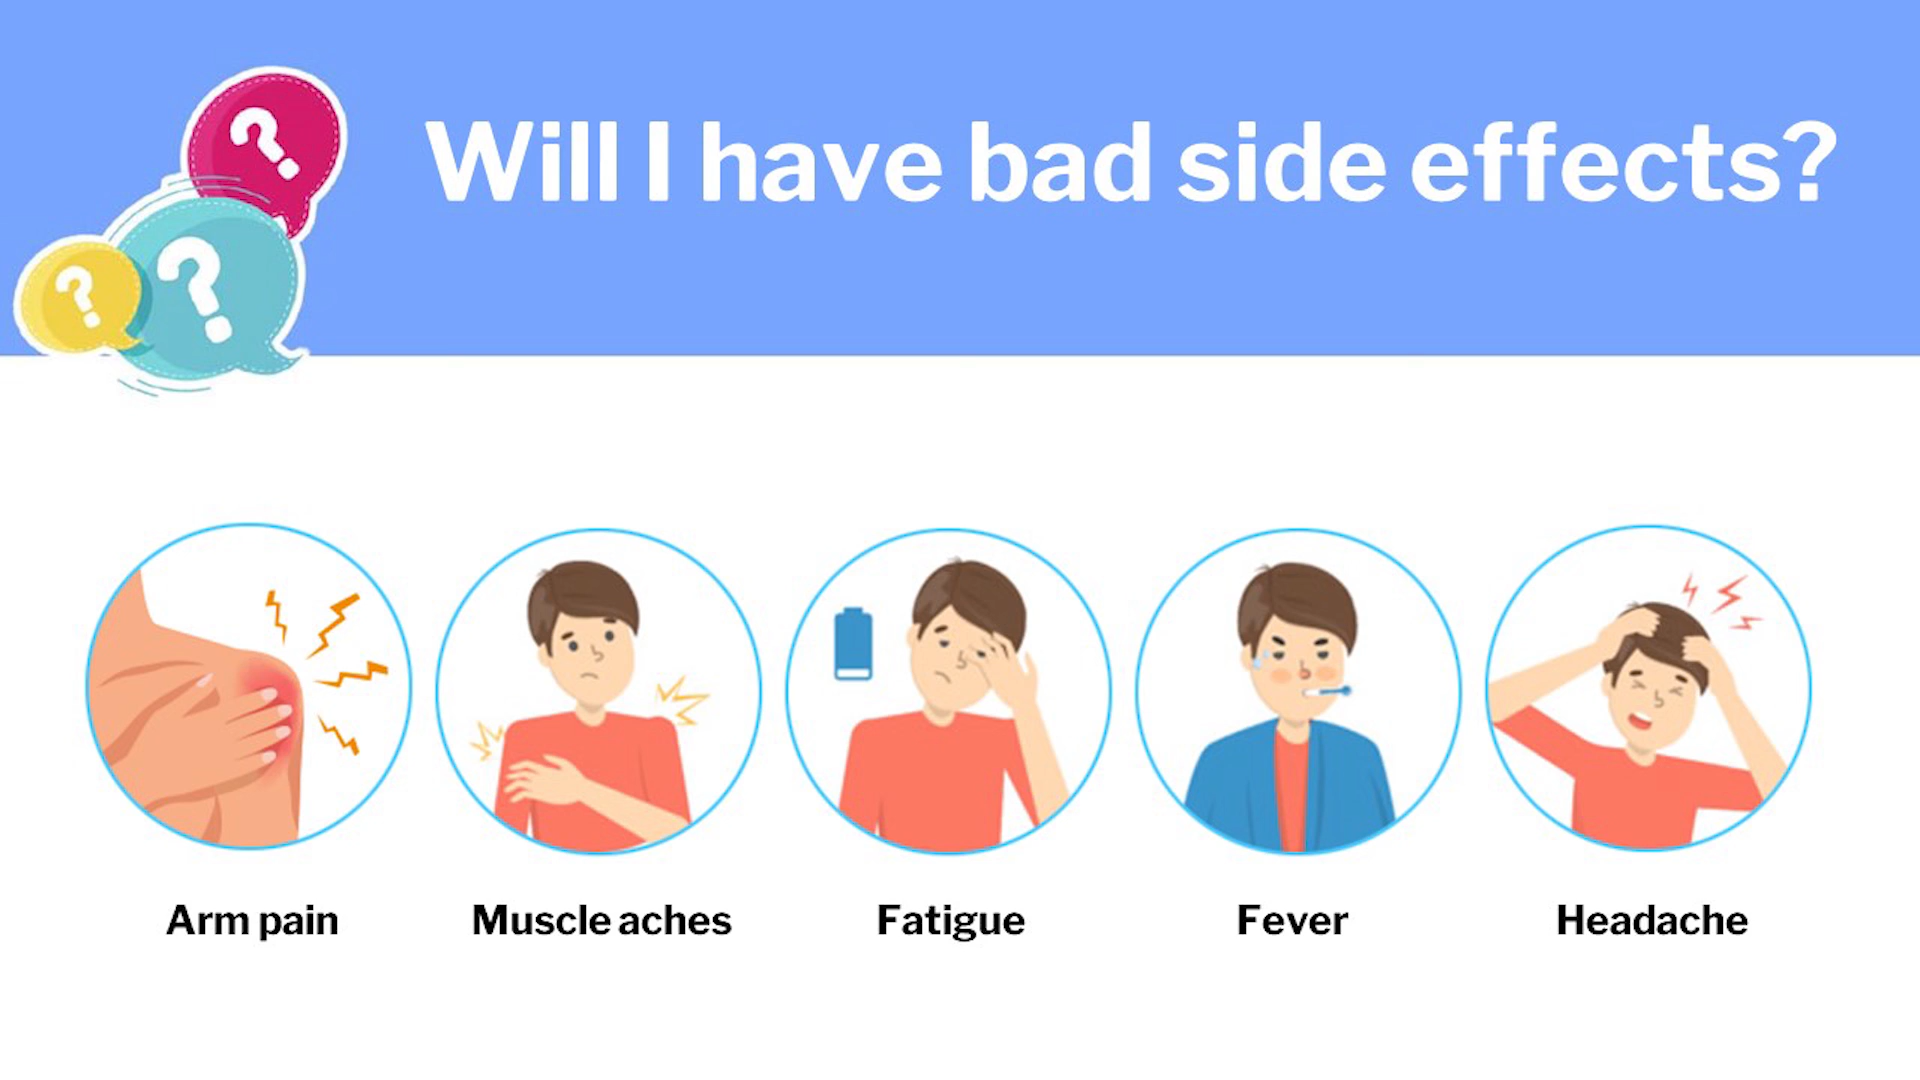 Will I have bad side effects?
?
?
?
Arm pain
Muscle aches
Fatigue
Fever
Headache